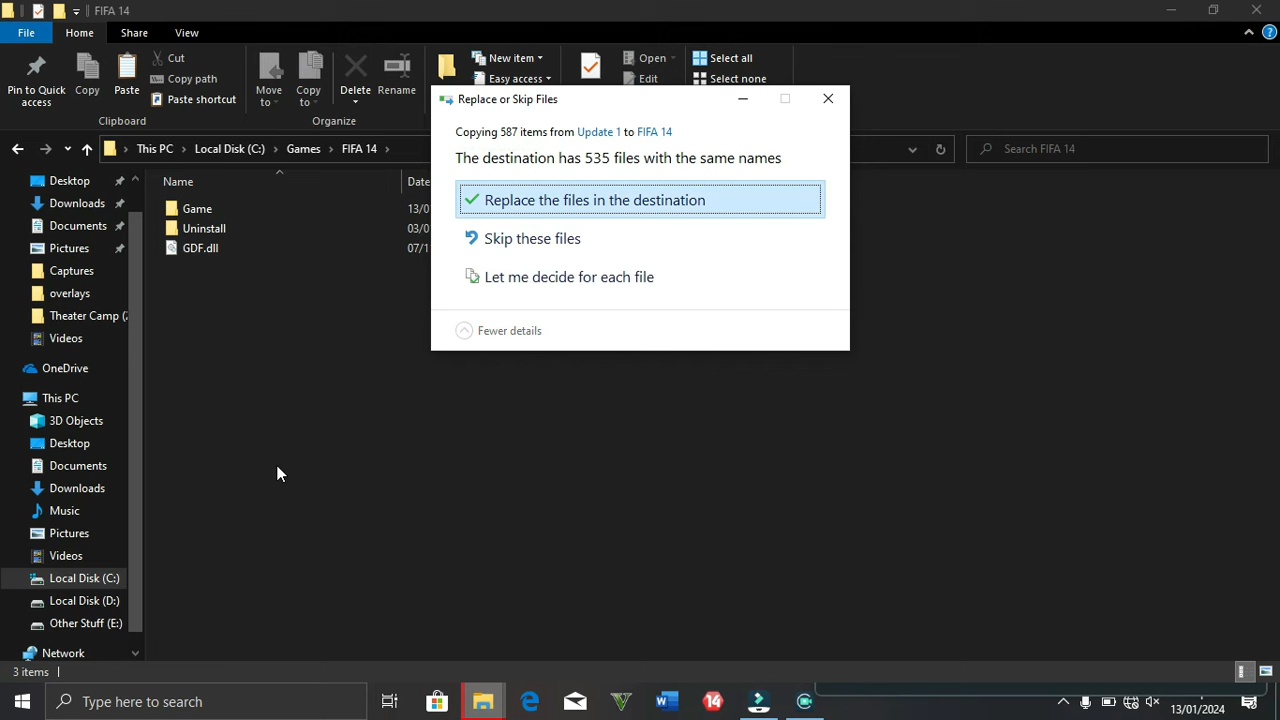 FIFA 14
File
Home
Share
View
Pin to Quick access
Copy
Paste
Cut
Copy path
Paste shortcut
Clipboard
Move to
Copy to
Delete
Rename
Organize
New item
Easy access
Open
Edit
Select all
Select none
This PC
Local Disk (C:)
Games
FIFA 14
Search FIFA 14
Replace or Skip Files
Copying 587 items from Update 1 to FIFA 14
The destination has 535 files with the same names
Replace the files in the destination
Skip these files
Let me decide for each file
Fewer details
Name
Date
Game 13/0
Uninstall 03/0
GDF.dll 07/1
Desktop
Downloads
Documents
Pictures
Captures
overlays
Theater Camp (2
Videos
OneDrive
This PC
3D Objects
Desktop
Documents
Downloads
Music
Pictures
Videos
Local Disk (C:)
Local Disk (D:)
Other Stuff (E:)
Network
3 items
Type here to search
14
13/01/2024